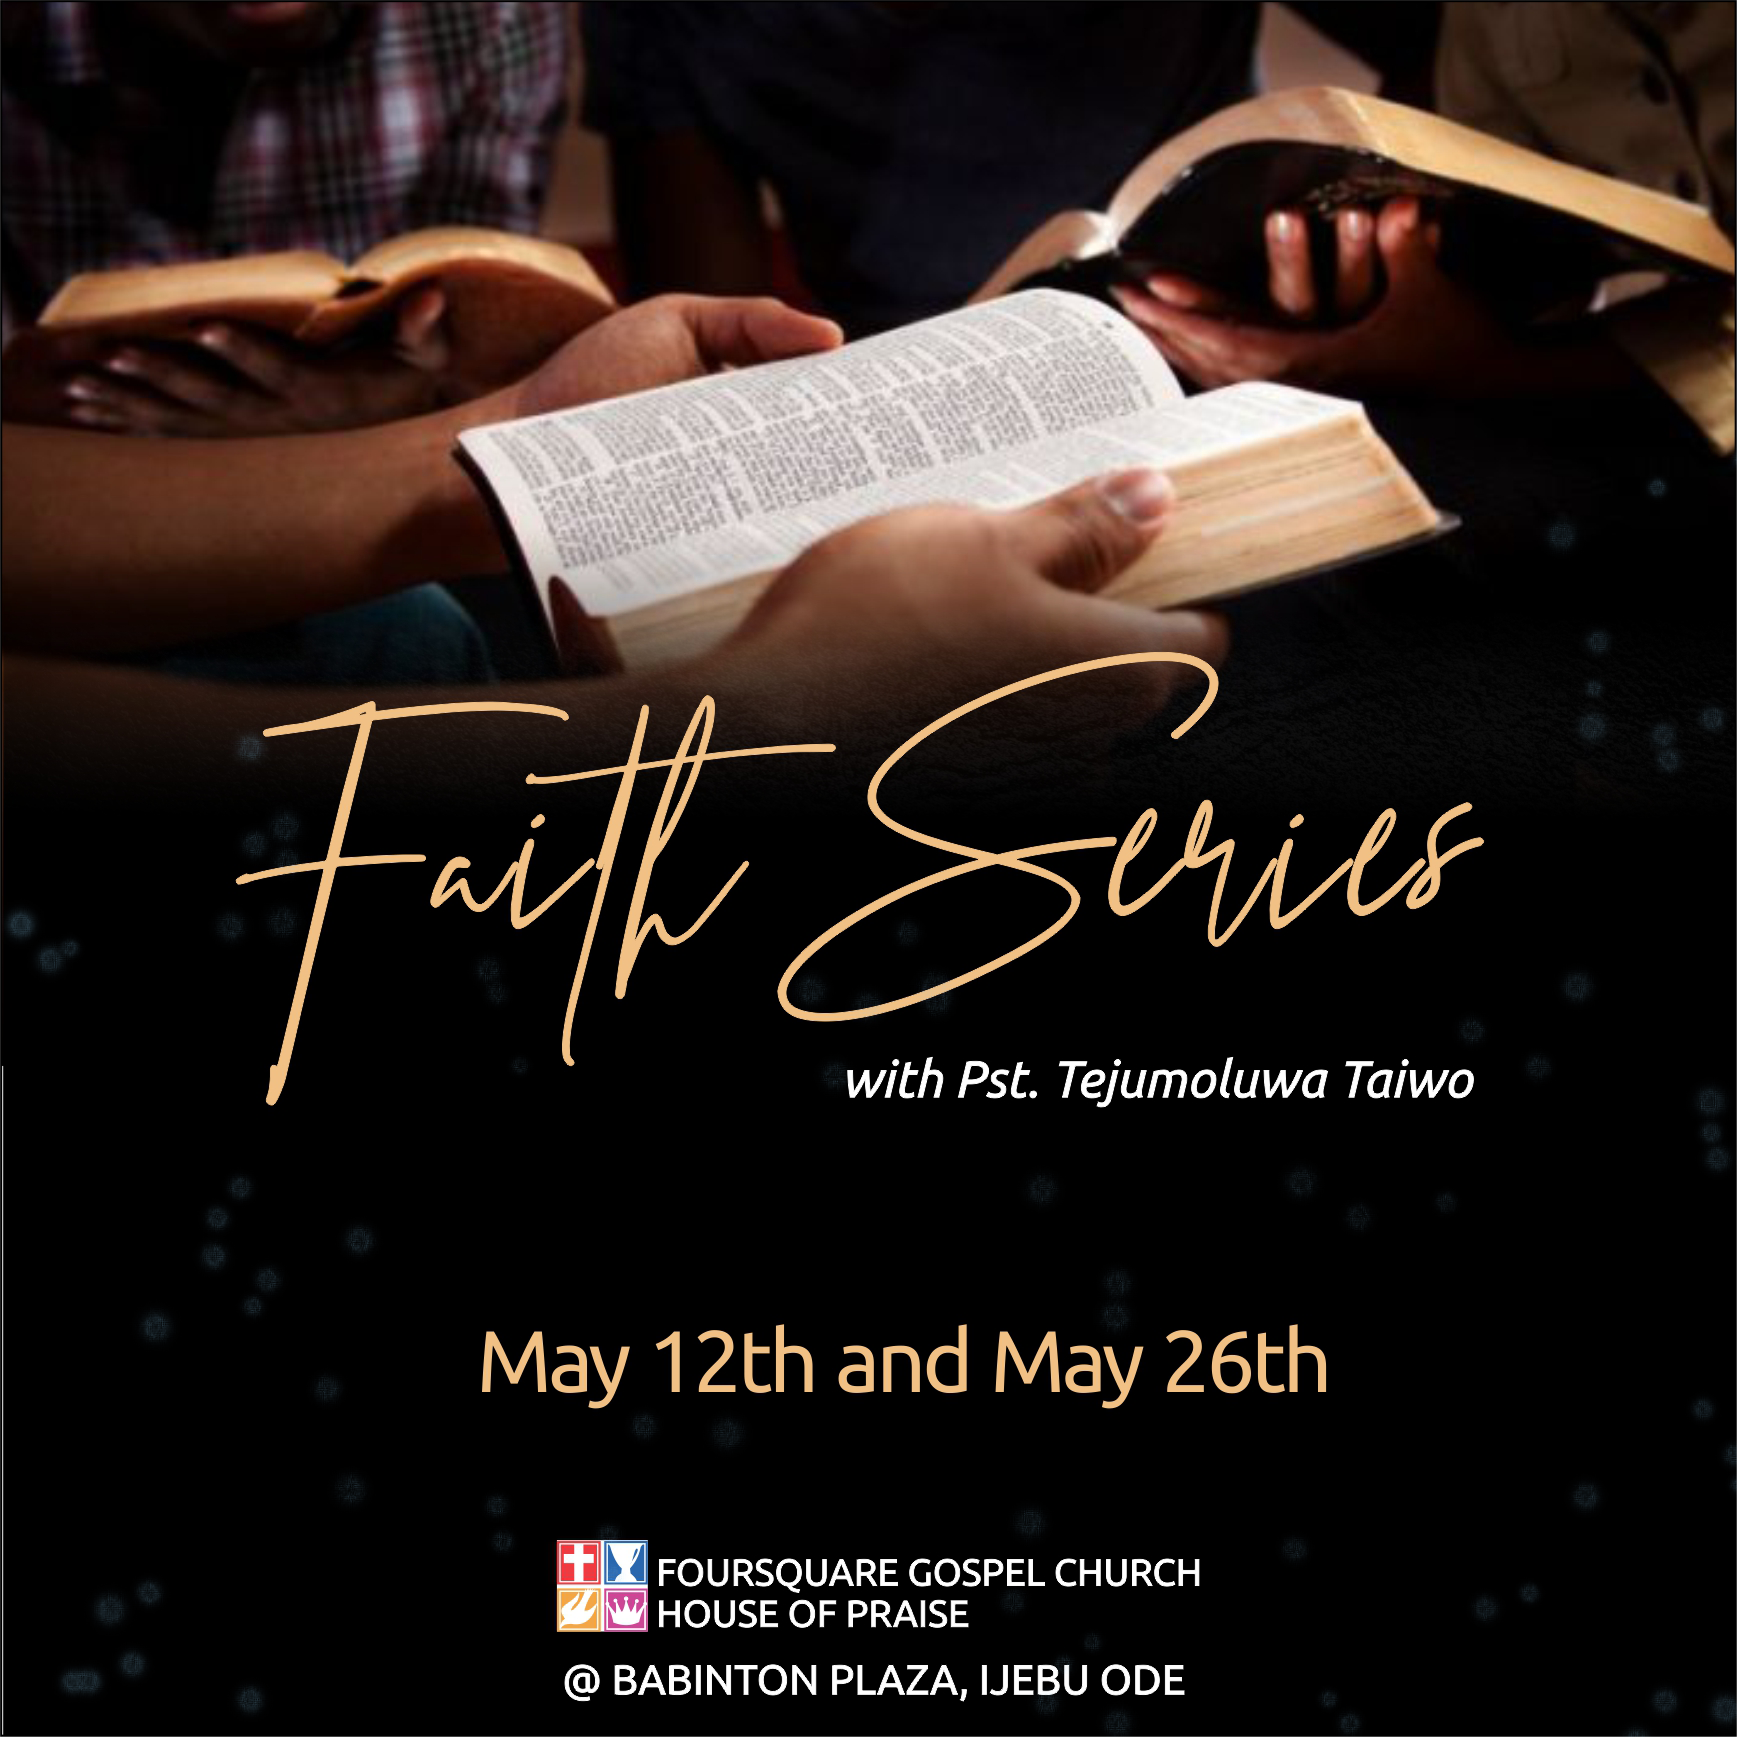 Faith Series
with Pst. Tejumoluwa Taiwo
May 12th and May 26th
FOURSQUARE GOSPEL CHURCH
HOUSE OF PRAISE
@ BABINTON PLAZA, IJEBU ODE